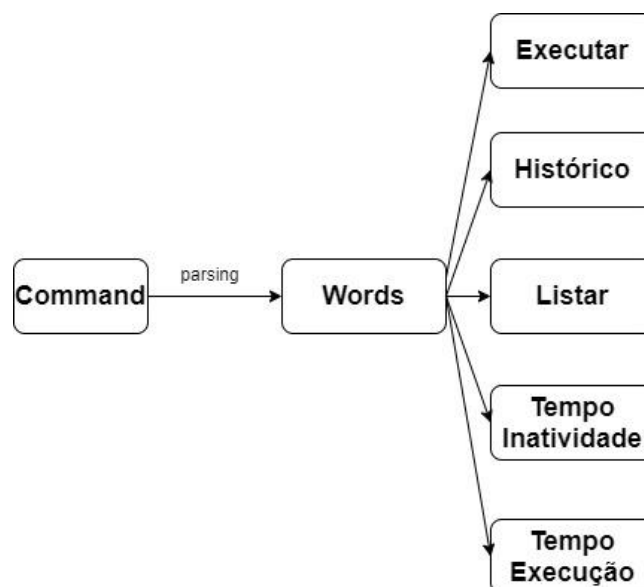 Executar
Histórico
Command
parsing
Words
Listar
Tempo
Inatividade
Tempo
Execução